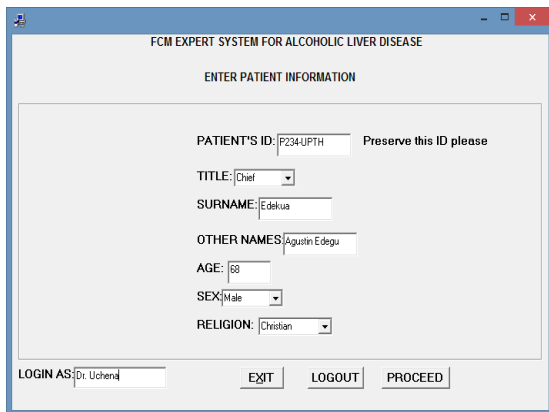 FCM EXPERT SYSTEM FOR ALCOHOLIC LIVER DISEASE
ENTER PATIENT INFORMATION
PATIENT'S ID: P234-UPTH Preserve this ID please
TITLE: Chief
SURNAME: Edekua
OTHER NAMES: Agustin Edegu
AGE: 68
SEX: Male
RELIGION: Christian
LOGIN AS: Dr. Uchena EXIT LOGOUT PROCEED